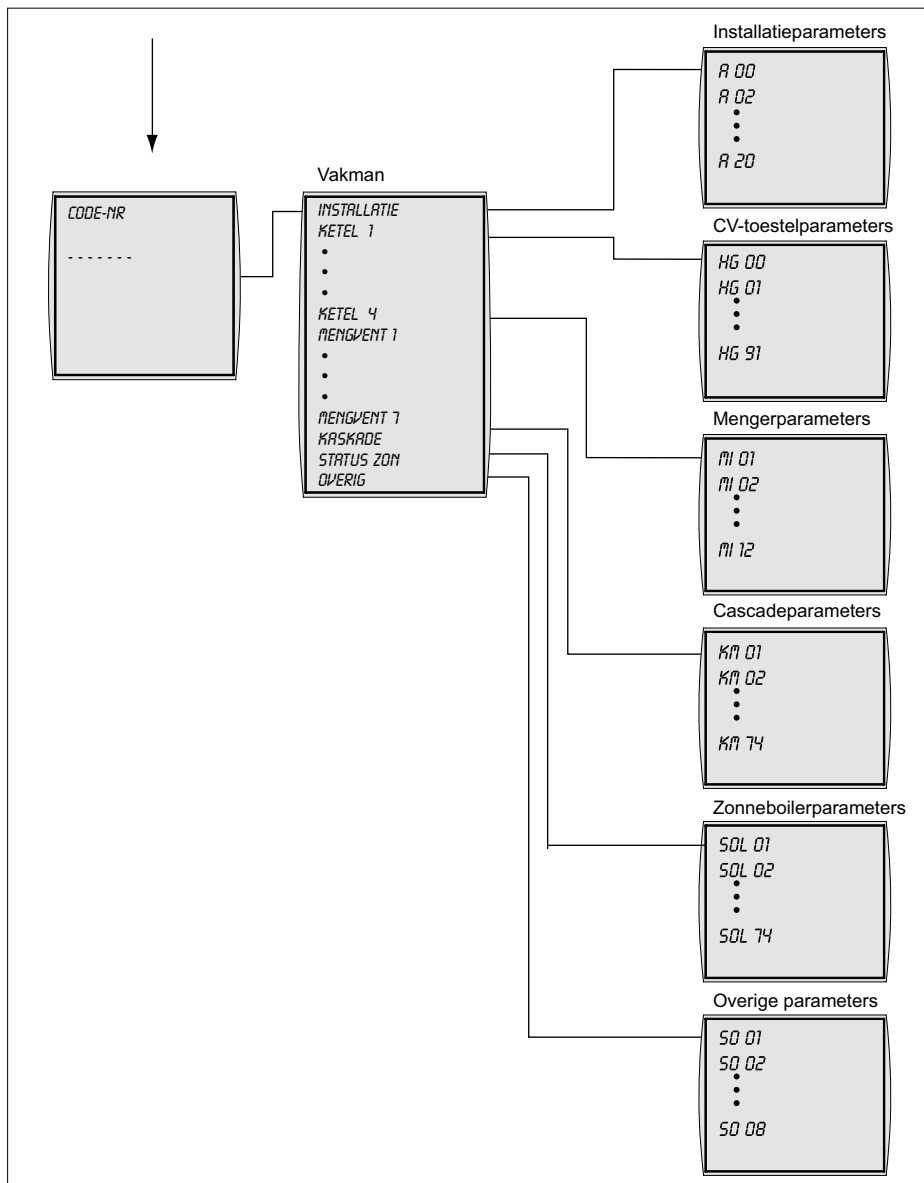 CODE-NR
- - - - - - -
Vakman
INSTALLATIE
KETEL 1
•
•
•
KETEL 4
MENGVENT 1
•
•
•
MENGVENT 7
KASKADE
STATUS ZON
OVERIG
Installatieparameters
A 00
A 02
•
•
•
A 20
CV-toestelparameters
HG 00
HG 01
•
•
•
HG 91
Mengerparameters
MI 01
MI 02
•
•
•
MI 12
Cascadeparameters
KM 01
KM 02
•
•
•
KM 74
Zonneboilerparameters
SOL 01
SOL 02
•
•
•
SOL 74
Overige parameters
SO 01
SO 02
•
•
•
SO 08